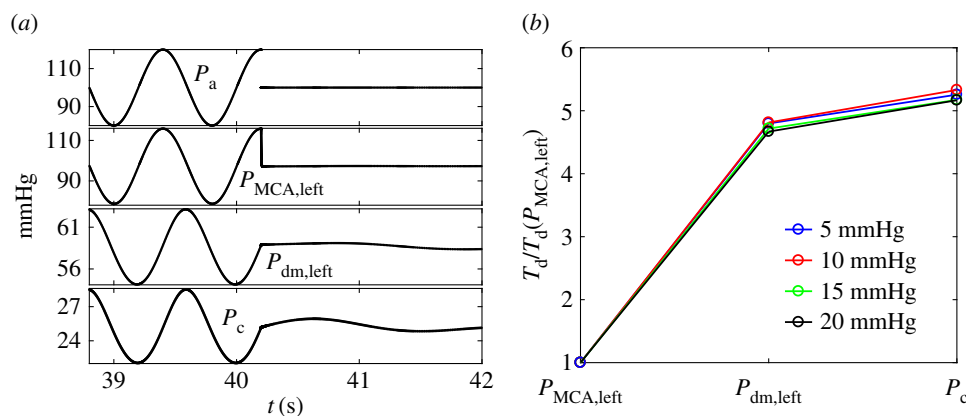 (a)
110
90
P_a
110
90
P_MCA,left
61
56
P_dm,left
27
24
P_c
mmHg
39 40 41 42
t (s)
(b)
6
5
4
3
2
1
T_d/T_d(P_MCA,left)
5 mmHg
10 mmHg
15 mmHg
20 mmHg
P_MCA,left P_dm,left P_c